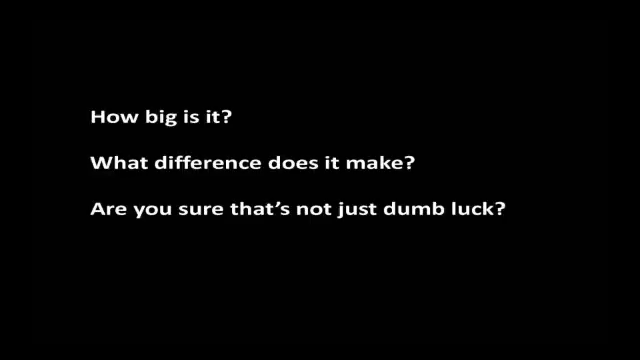 How big is it?
What difference does it make?
Are you sure that’s not just dumb luck?